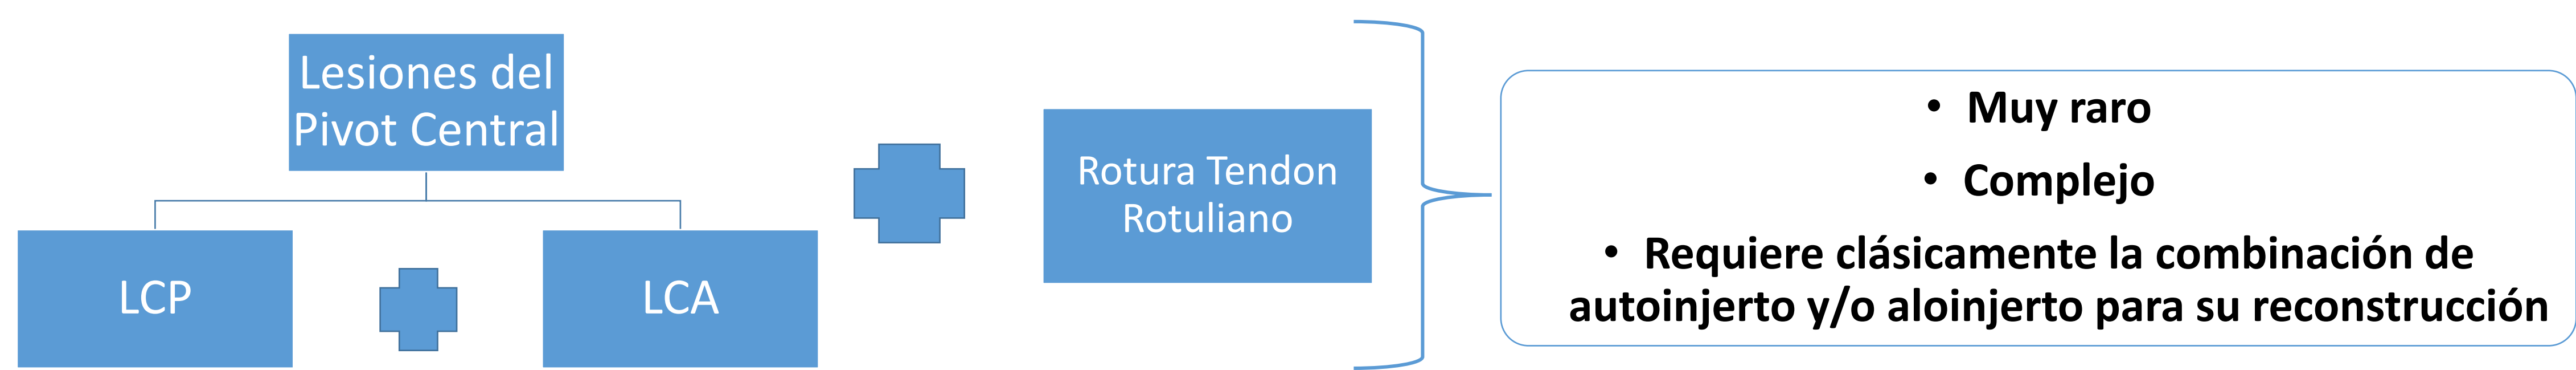 Lesiones del
Pivot Central
LCP
LCA
Rotura Tendon
Rotuliano
• Muy raro
• Complejo
• Requiere clásicamente la combinación de
autoinjerto y/o aloinjerto para su reconstrucción